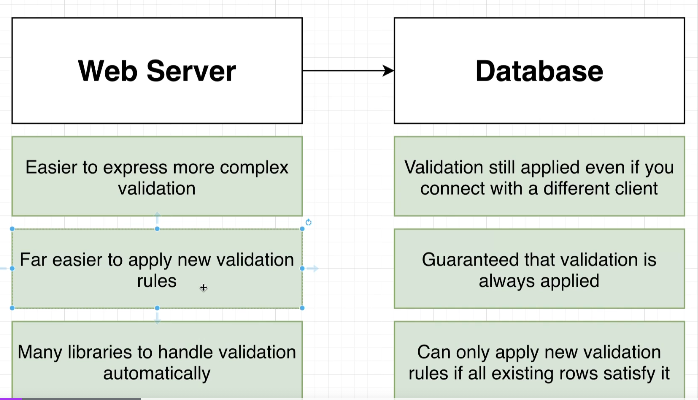 Web Server
Database
Easier to express more complex
validation
Validation still applied even if you
connect with a different client
Far easier to apply new validation
rules
Guaranteed that validation is
always applied
Many libraries to handle validation
automatically
Can only apply new validation
rules if all existing rows satisfy it